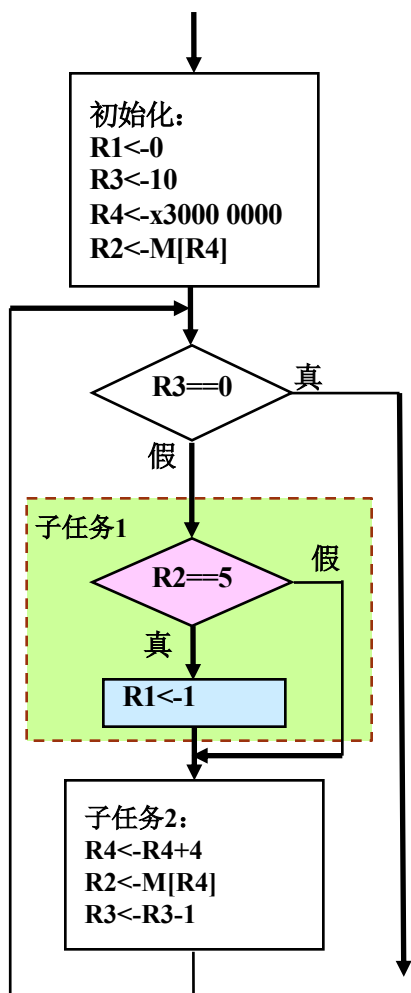 初始化：
R1<-0
R3<-10
R4<-x3000 0000
R2<-M[R4]
R3==0
真
假
子任务1
R2==5
假
真
R1<-1
子任务2：
R4<-R4+4
R2<-M[R4]
R3<-R3-1